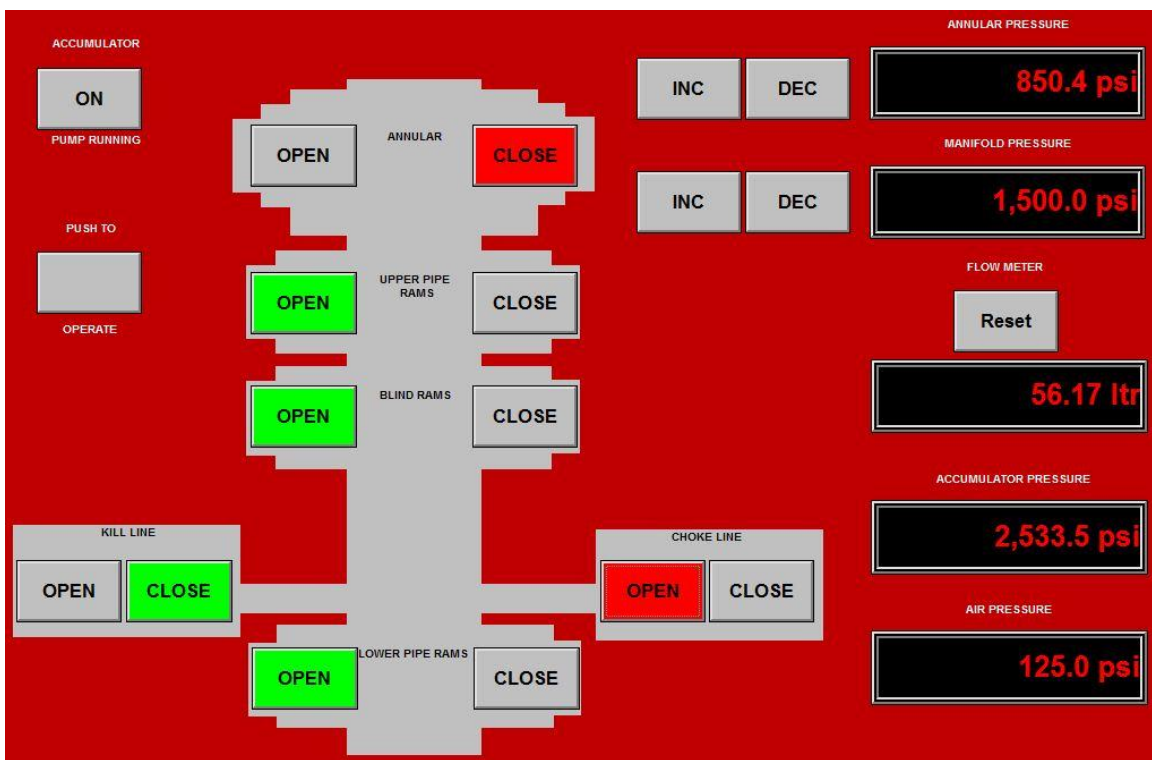 ACCUMULATOR
ON
PUMP RUNNING
PUSH TO
OPERATE
ANNULAR
OPEN
CLOSE
UPPER PIPE
RAMS
OPEN
CLOSE
BLIND RAMS
OPEN
CLOSE
KILL LINE
OPEN
CLOSE
CHOKE LINE
OPEN
CLOSE
LOWER PIPE RAMS
OPEN
CLOSE
ANNULAR PRESSURE
INC
DEC
850.4 psi
MANIFOLD PRESSURE
INC
DEC
1,500.0 psi
FLOW METER
Reset
56.17 ltr
ACCUMULATOR PRESSURE
2,533.5 psi
AIR PRESSURE
125.0 psi